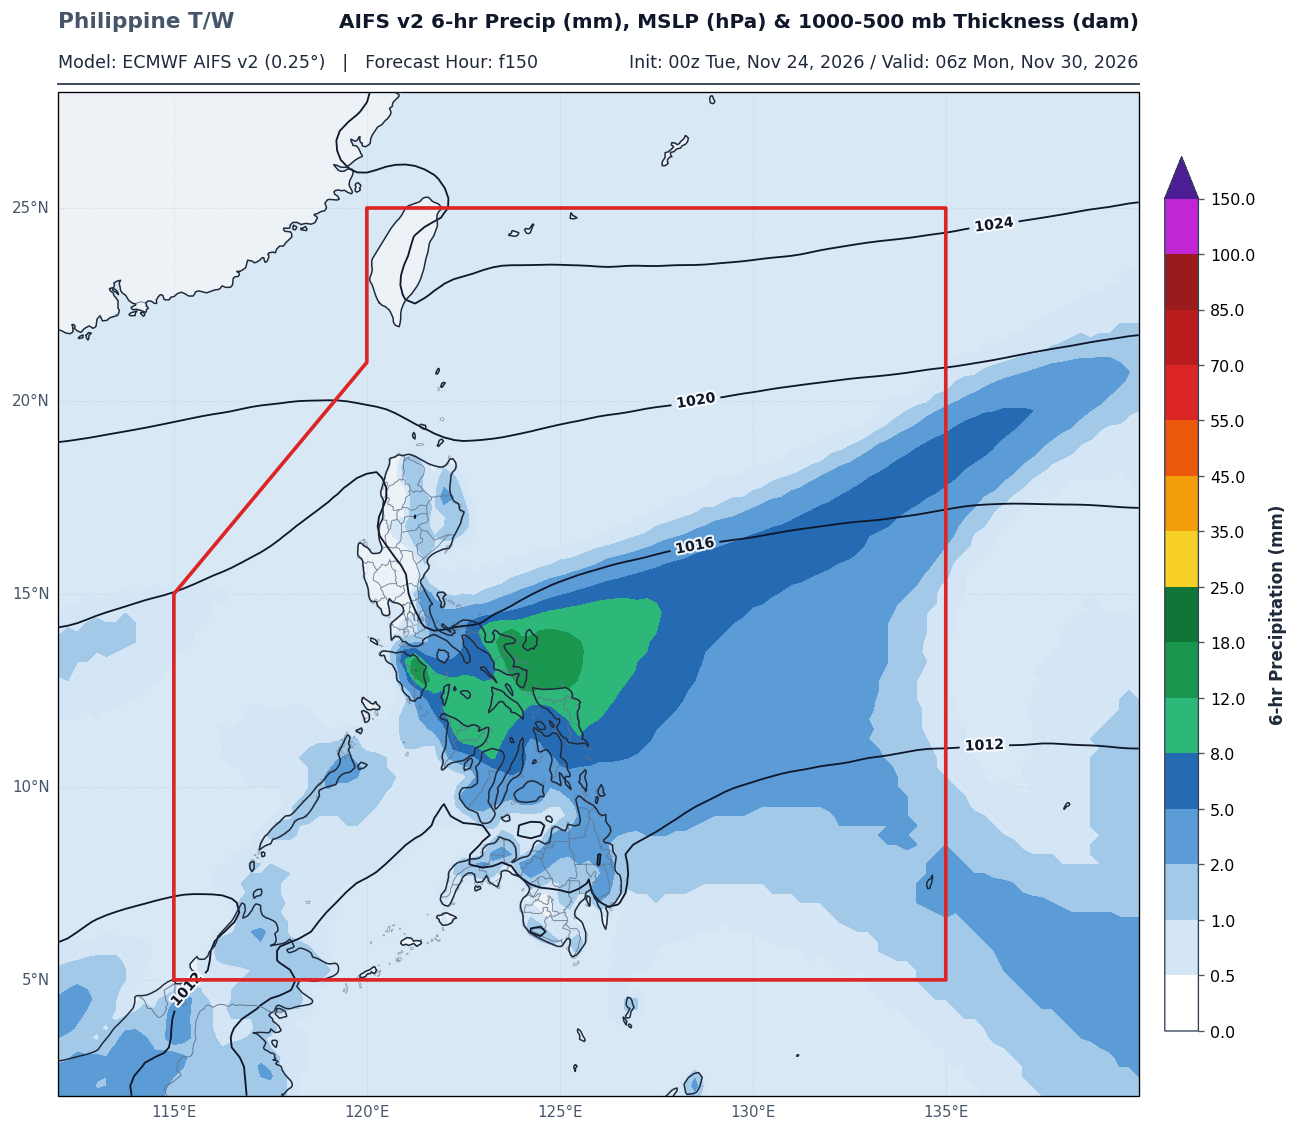 Philippine T/W
AIFS v2 6-hr Precip (mm), MSLP (hPa) & 1000-500 mb Thickness (dam)
Model: ECMWF AIFS v2 (0.25°) | Forecast Hour: f150
Init: 00z Tue, Nov 24, 2026 / Valid: 06z Mon, Nov 30, 2026
25°N
20°N
15°N
10°N
5°N
1024
1020
1016
1012
1012
115°E
120°E
125°E
130°E
135°E
150.0
100.0
85.0
70.0
55.0
45.0
35.0
25.0
18.0
12.0
8.0
5.0
2.0
1.0
0.5
0.0
6-hr Precipitation (mm)